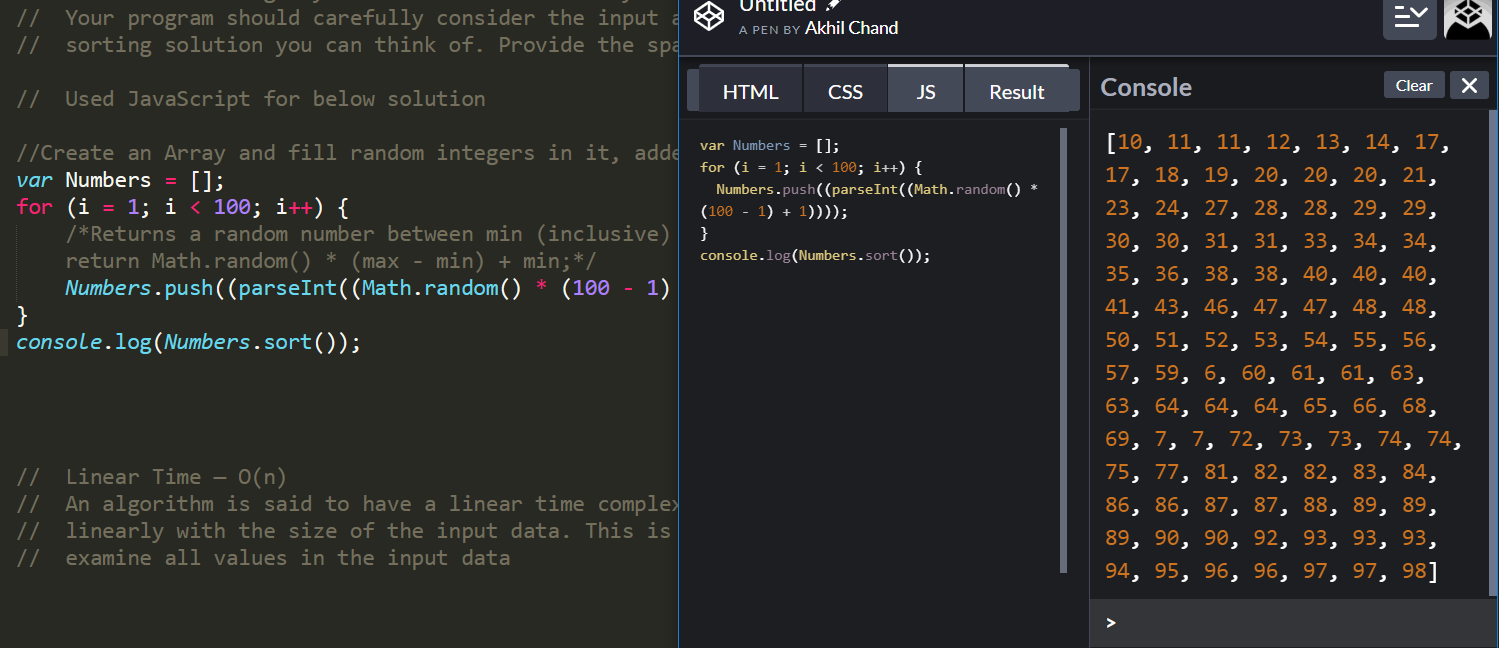 //  Your program should carefully consider the input
//  sorting solution you can think of. Provide the
//  Used JavaScript for below solution
//Create an Array and fill random integers in it,
var Numbers = [];
for (i = 1; i < 100; i++) {
/*Returns a random number between min (inclusive)
return Math.random() * (max - min) + min;*/
Numbers.push((parseInt((Math.random() * (100 - 1)
}
console.log(Numbers.sort());
//  Linear Time – O(n)
//  An algorithm is said to have a linear time
//  linearly with the size of the input data. This is
//  examine all values in the input data
Untitled
A PEN BY Akhil Chand
HTML CSS JS Result
var Numbers = [];
for (i = 1; i < 100; i++) {
Numbers.push((parseInt((Math.random() *
(100 - 1) + 1))));
}
console.log(Numbers.sort());
Console Clear
[10, 11, 11, 12, 13, 14, 17,
17, 18, 19, 20, 20, 20, 21,
23, 24, 27, 28, 28, 29, 29,
30, 30, 31, 31, 33, 34, 34,
35, 36, 38, 38, 40, 40, 40,
41, 43, 46, 47, 47, 48, 48,
50, 51, 52, 53, 54, 55, 56,
57, 59, 6, 60, 61, 61, 63,
63, 64, 64, 64, 65, 66, 68,
69, 7, 7, 72, 73, 73, 74, 74,
75, 77, 81, 82, 82, 83, 84,
86, 86, 87, 87, 88, 89, 89,
89, 90, 90, 92, 93, 93, 93,
94, 95, 96, 96, 97, 97, 98]
>